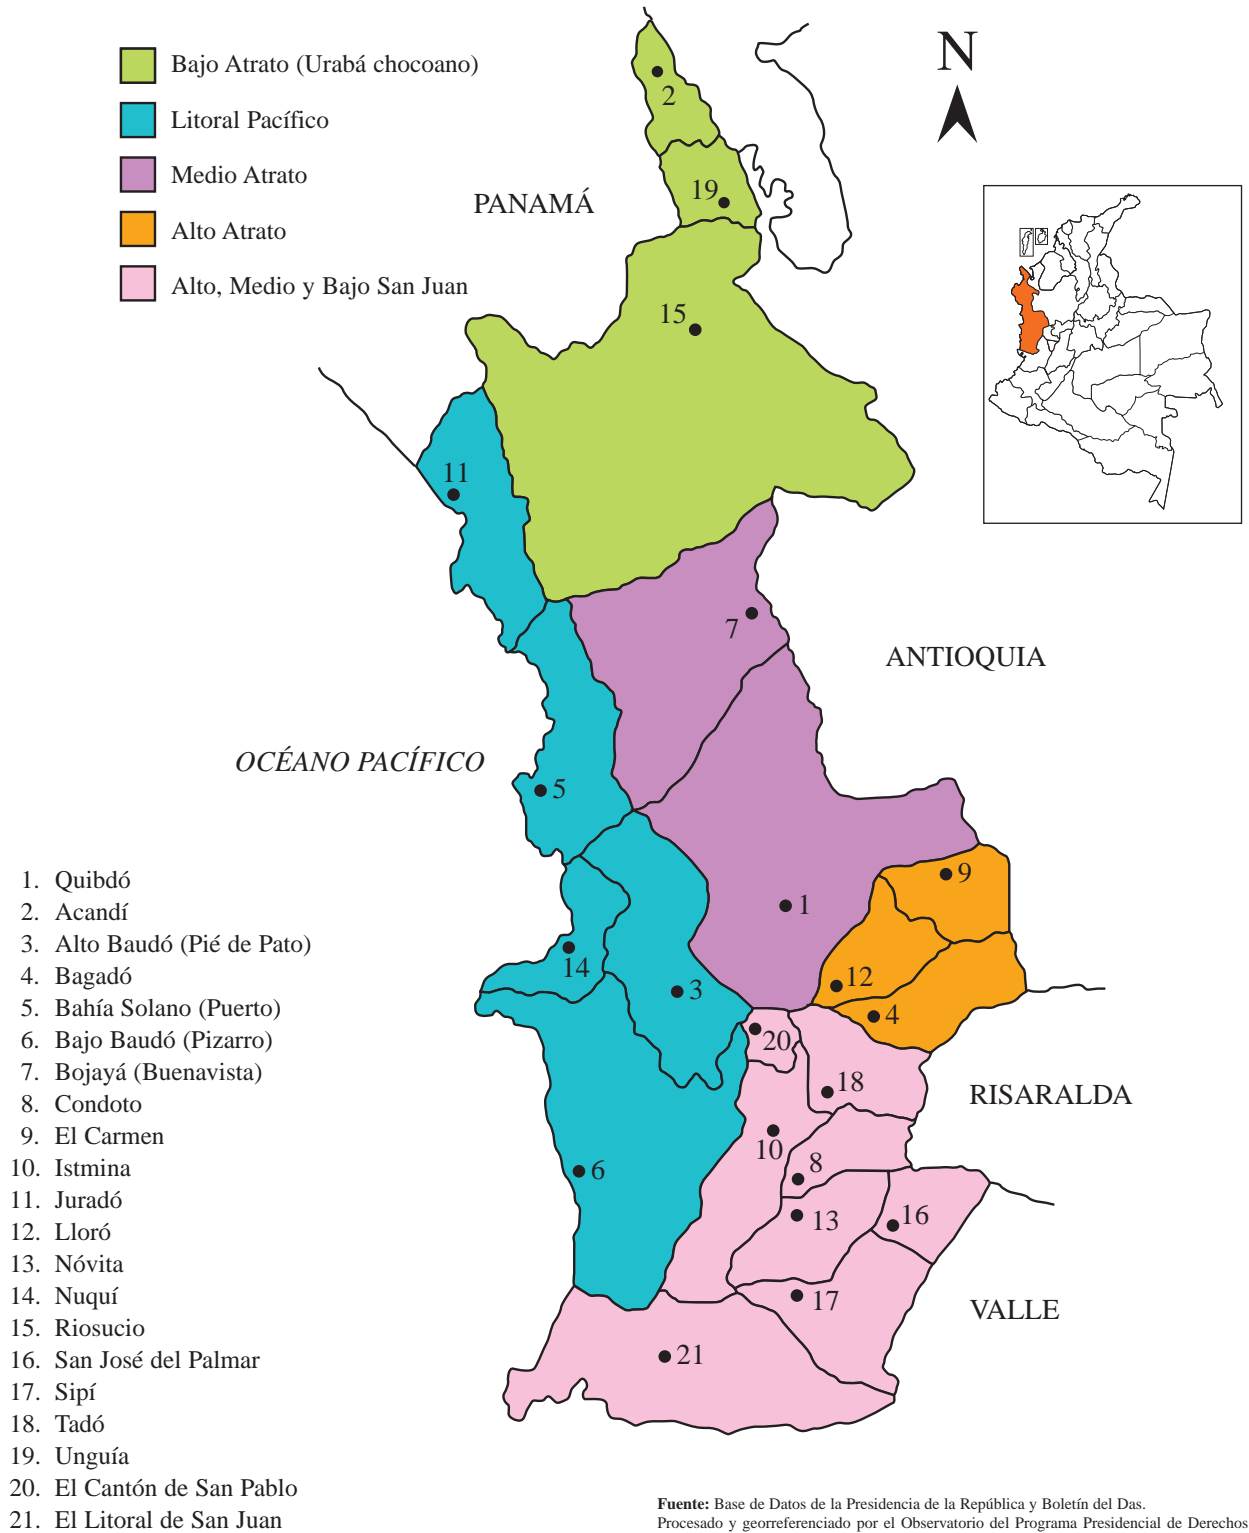 Bajo Atrato (Urabá chocoano)
Litoral Pacífico
Medio Atrato
Alto Atrato
Alto, Medio y Bajo San Juan
N
PANAMÁ
ANTIOQUIA
OCÉANO PACÍFICO
RISARALDA
VALLE
2
19
15
11
7
5
9
1
14
3
12
4
20
18
10
8
6
13
16
17
21
1. Quibdó
2. Acandí
3. Alto Baudó (Pié de Pato)
4. Bagadó
5. Bahía Solano (Puerto)
6. Bajo Baudó (Pizarro)
7. Bojayá (Buenavista)
8. Condoto
9. El Carmen
10. Istmina
11. Juradó
12. Lloró
13. Nóvita
14. Nuquí
15. Riosucio
16. San José del Palmar
17. Sipí
18. Tadó
19. Unguía
20. El Cantón de San Pablo
21. El Litoral de San Juan
Fuente: Base de Datos de la Presidencia de la República y Boletín del Das.
Procesado y georreferenciado por el Observatorio del Programa Presidencial de Derechos